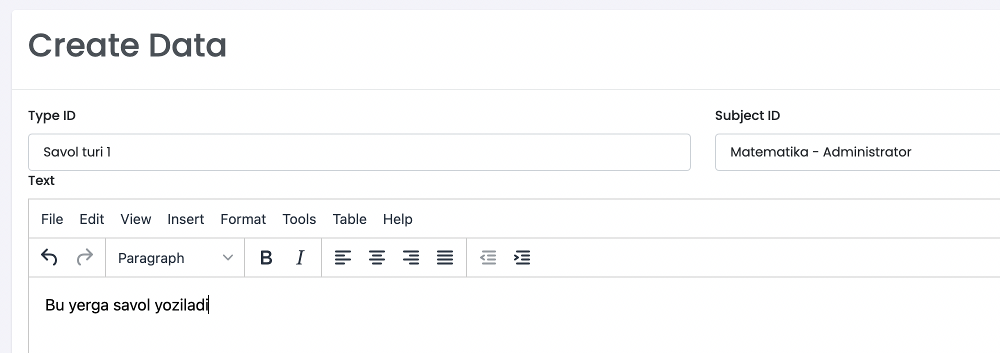 Create Data
Type ID
Subject ID
Savol turi 1
Matematika - Administrator
Text
File Edit View Insert Format Tools Table Help
Paragraph B I
Bu yerga savol yoziladi